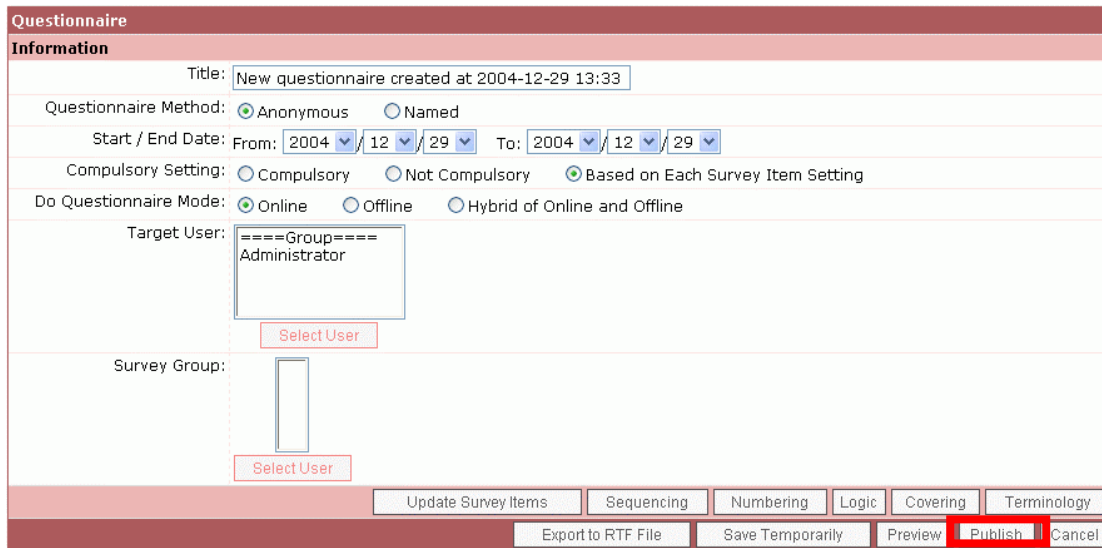 Questionnaire
Information
Title: New questionnaire created at 2004-12-29 13:33
Questionnaire Method: Anonymous Named
Start / End Date: From: 2004 / 12 / 29 To: 2004 / 12 / 29
Compulsory Setting: Compulsory Not Compulsory Based on Each Survey Item Setting
Do Questionnaire Mode: Online Offline Hybrid of Online and Offline
Target User: ====Group====
Administrator
Select User
Survey Group:
Select User
Update Survey Items Sequencing Numbering Logic Covering Terminology
Export to RTF File Save Temporarily Preview Publish Cancel